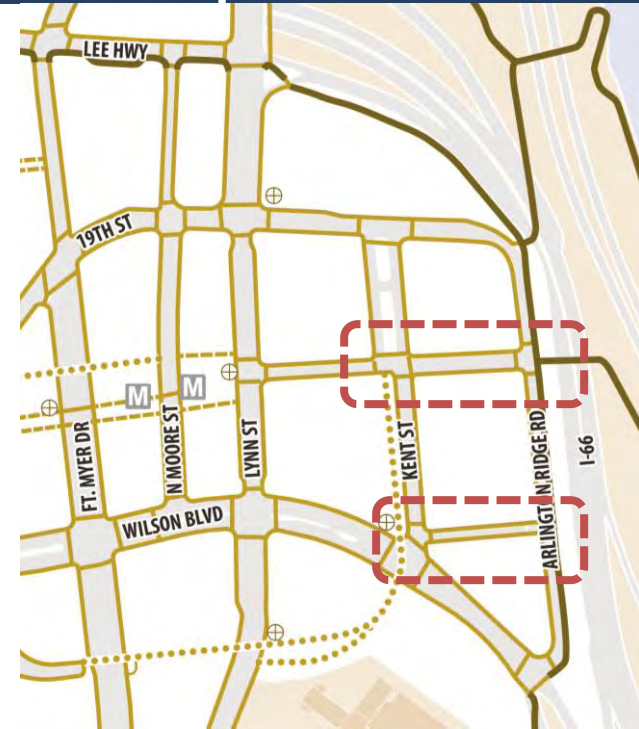 LEE HWY
19TH ST
M
M
FT. MYER DR
N MOORE ST
LYNN ST
KENT ST
ARLINGTON RIDGE RD
I-66
WILSON BLVD